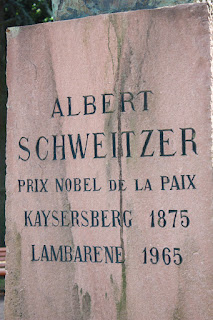 ALBERT
SCHWEITZER
PRIX NOBEL DE LA PAIX
KAYSERSBERG 1875
LAMBARENE 1965